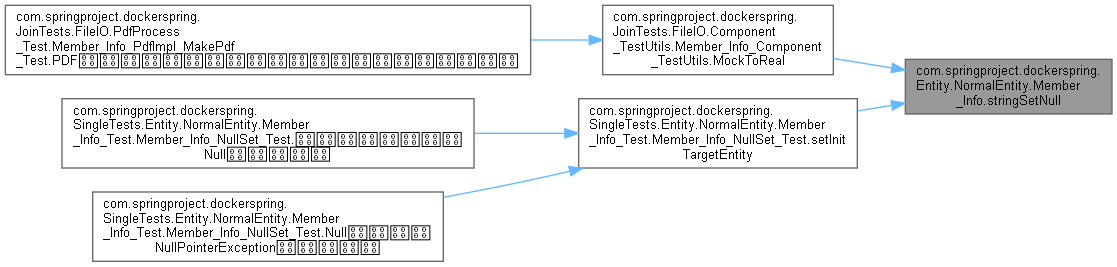 com.springproject.dockerspring.
JoinTests.FileIO.PdfProcess
_Test.Member_Info_PdfImpl_MakePdf
_Test.PDF
com.springproject.dockerspring.
JoinTests.FileIO.Component
_TestUtils.Member_Info_Component
_TestUtils.MockToReal
com.springproject.dockerspring.
Entity.NormalEntity.Member
_Info.stringSetNull
com.springproject.dockerspring.
SingleTests.Entity.NormalEntity.Member
_Info_Test.Member_Info_NullSet_Test.
Null
com.springproject.dockerspring.
SingleTests.Entity.NormalEntity.Member
_Info_Test.Member_Info_NullSet_Test.setInit
TargetEntity
com.springproject.dockerspring.
SingleTests.Entity.NormalEntity.Member
_Info_Test.Member_Info_NullSet_Test.Null
NullPointerException